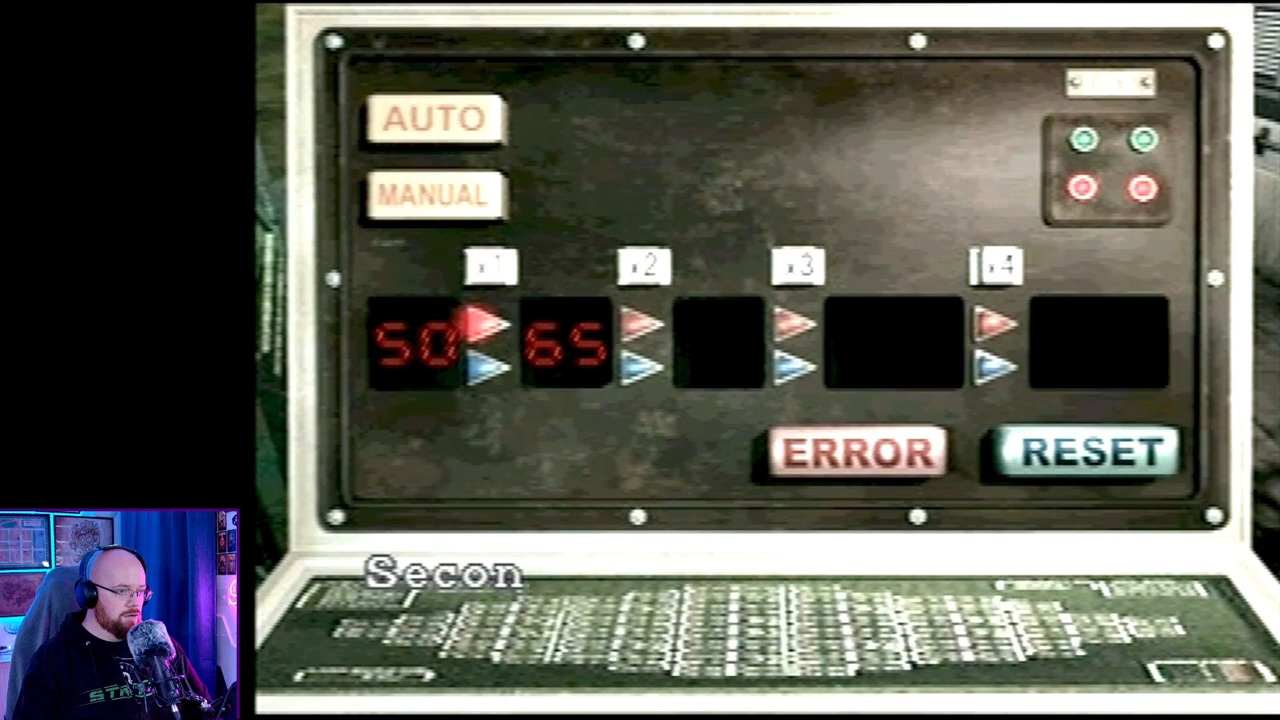 AUTO
MANUAL
x1 x2 x3 x4
50 65
ERROR RESET
Secon